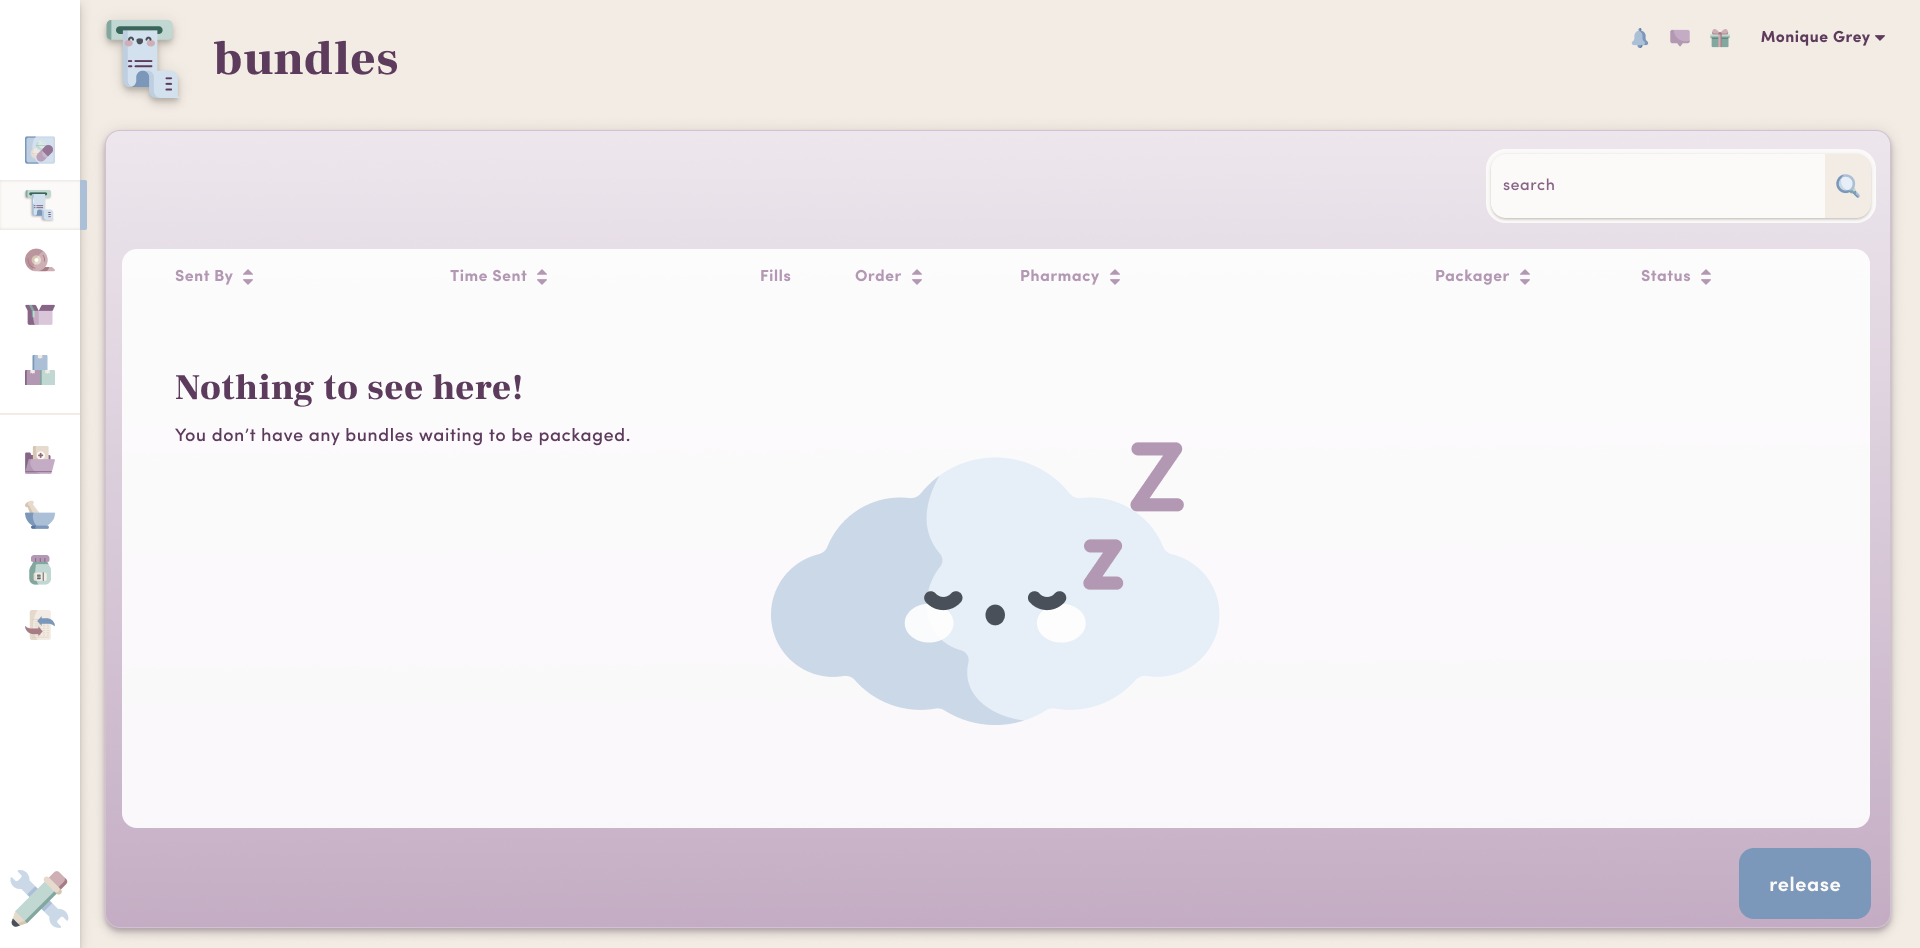 bundles
Monique Grey
search
Sent By
Time Sent
Fills
Order
Pharmacy
Packager
Status
Nothing to see here!
You don’t have any bundles waiting to be packaged.
Z
z
release